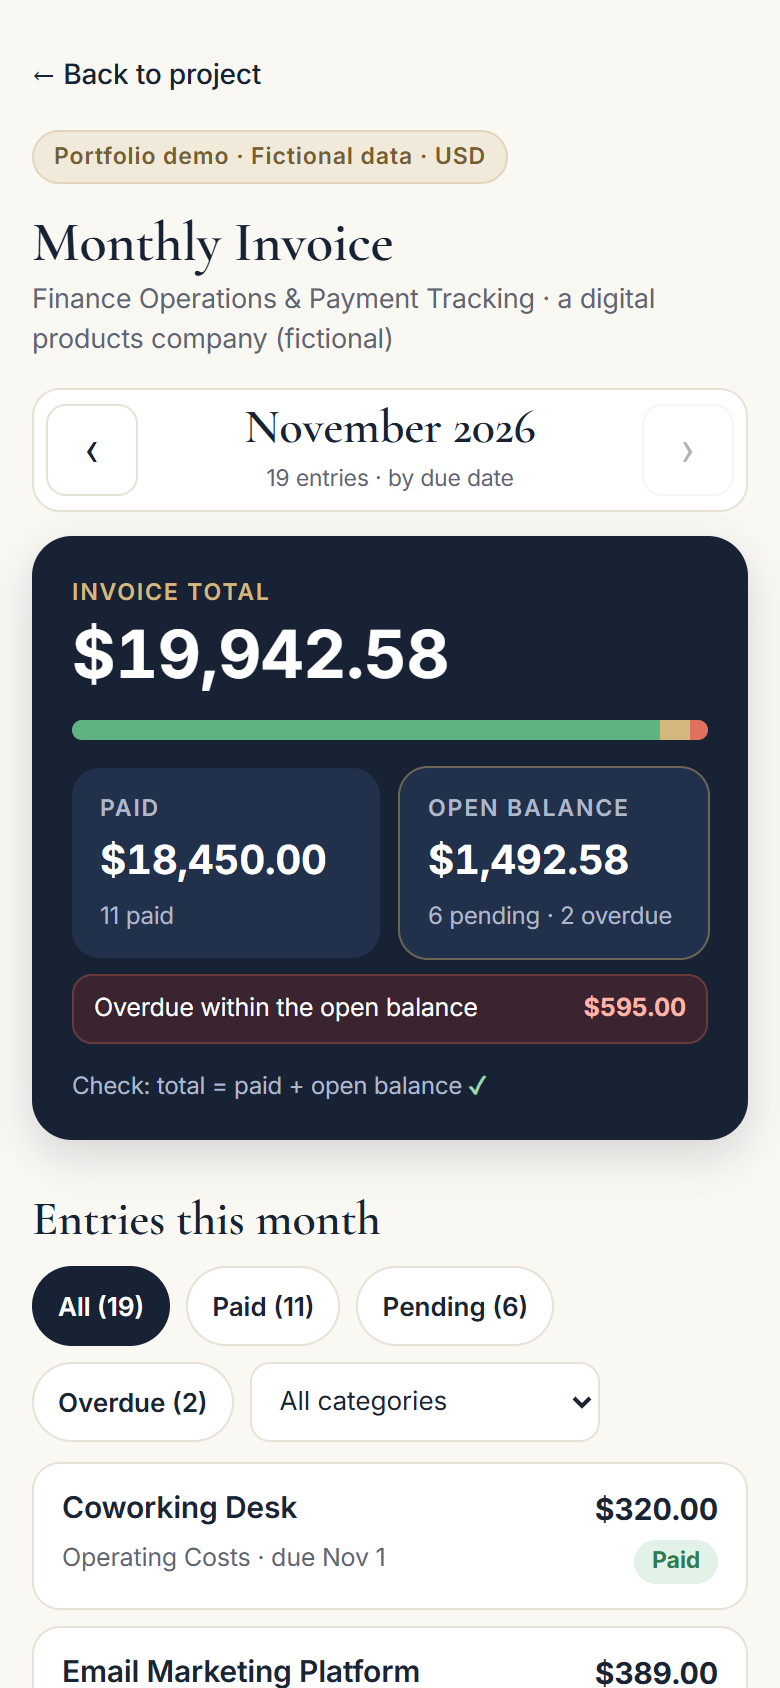 ← Back to project
Portfolio demo · Fictional data · USD
Monthly Invoice
Finance Operations & Payment Tracking · a digital
products company (fictional)
‹
November 2026
›
19 entries · by due date
INVOICE TOTAL
$19,942.58
PAID
$18,450.00
11 paid
OPEN BALANCE
$1,492.58
6 pending · 2 overdue
Overdue within the open balance $595.00
Check: total = paid + open balance ✓
Entries this month
All (19) Paid (11) Pending (6)
Overdue (2) All categories
Coworking Desk $320.00
Operating Costs · due Nov 1 Paid
Email Marketing Platform $389.00